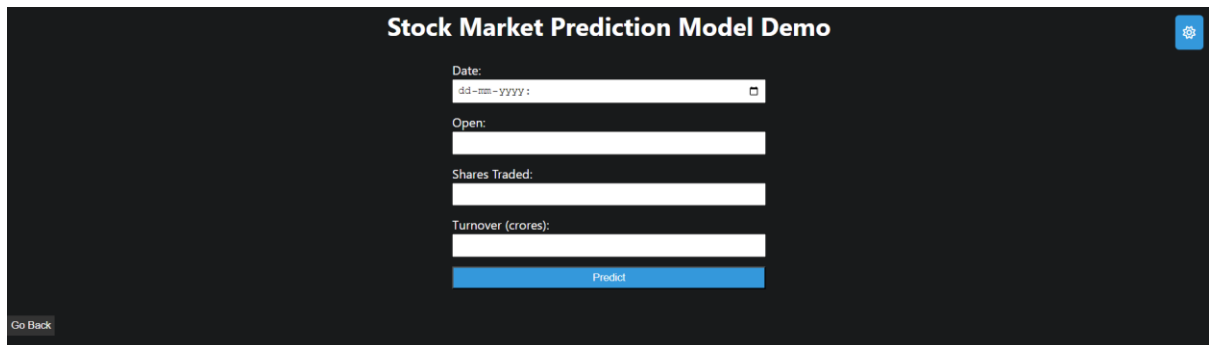 Stock Market Prediction Model Demo
Date:
dd-mm-yyyy:
Open:
Shares Traded:
Turnover (crores):
Predict
Go Back